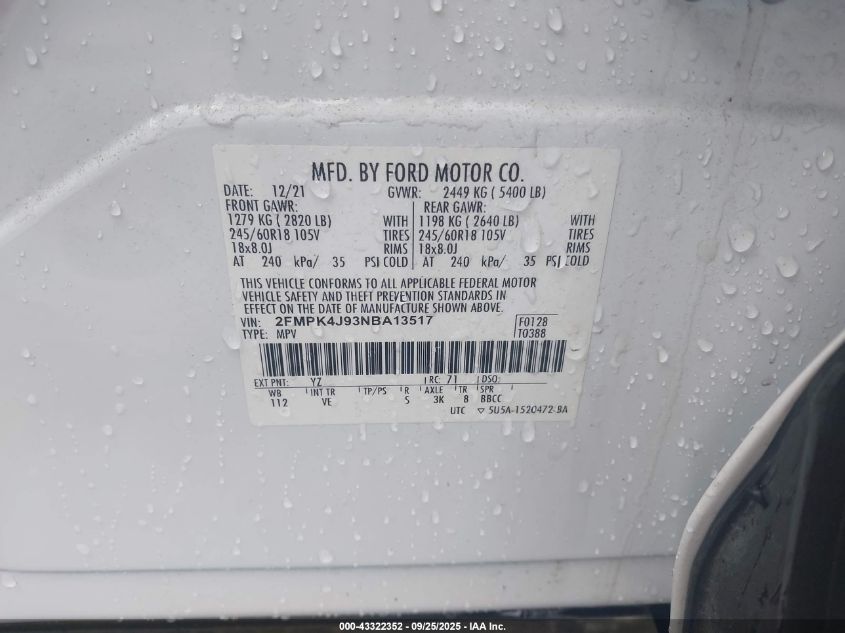 MFD. BY FORD MOTOR CO.
DATE: 12/21 GVWR: 2449 KG ( 5400 LB)
FRONT GAWR: REAR GAWR:
1279 KG ( 2820 LB) WITH 1198 KG ( 2640 LB) WITH
245/60R18 105V TIRES 245/60R18 105V TIRES
18x8.0J RIMS 18x8.0J RIMS
AT 240 kPa/ 35 PSI COLD AT 240 kPa/ 35 PSI COLD
THIS VEHICLE CONFORMS TO ALL APPLICABLE FEDERAL MOTOR
VEHICLE SAFETY AND THEFT PREVENTION STANDARDS IN
EFFECT ON THE DATE OF MANUFACTURE SHOWN ABOVE.
VIN: 2FMPK4J93NBA13517 F0128
TYPE: MPV T0388
EXT PNT: YZ RC: 71 DSO:
WB INT TR TP/PS R AXLE TR SPR
112 VE S 3K 8 BBCC
UTC ▽ 5U5A-1520472-BA
000-43322352 - 09/25/2025 - IAA Inc.